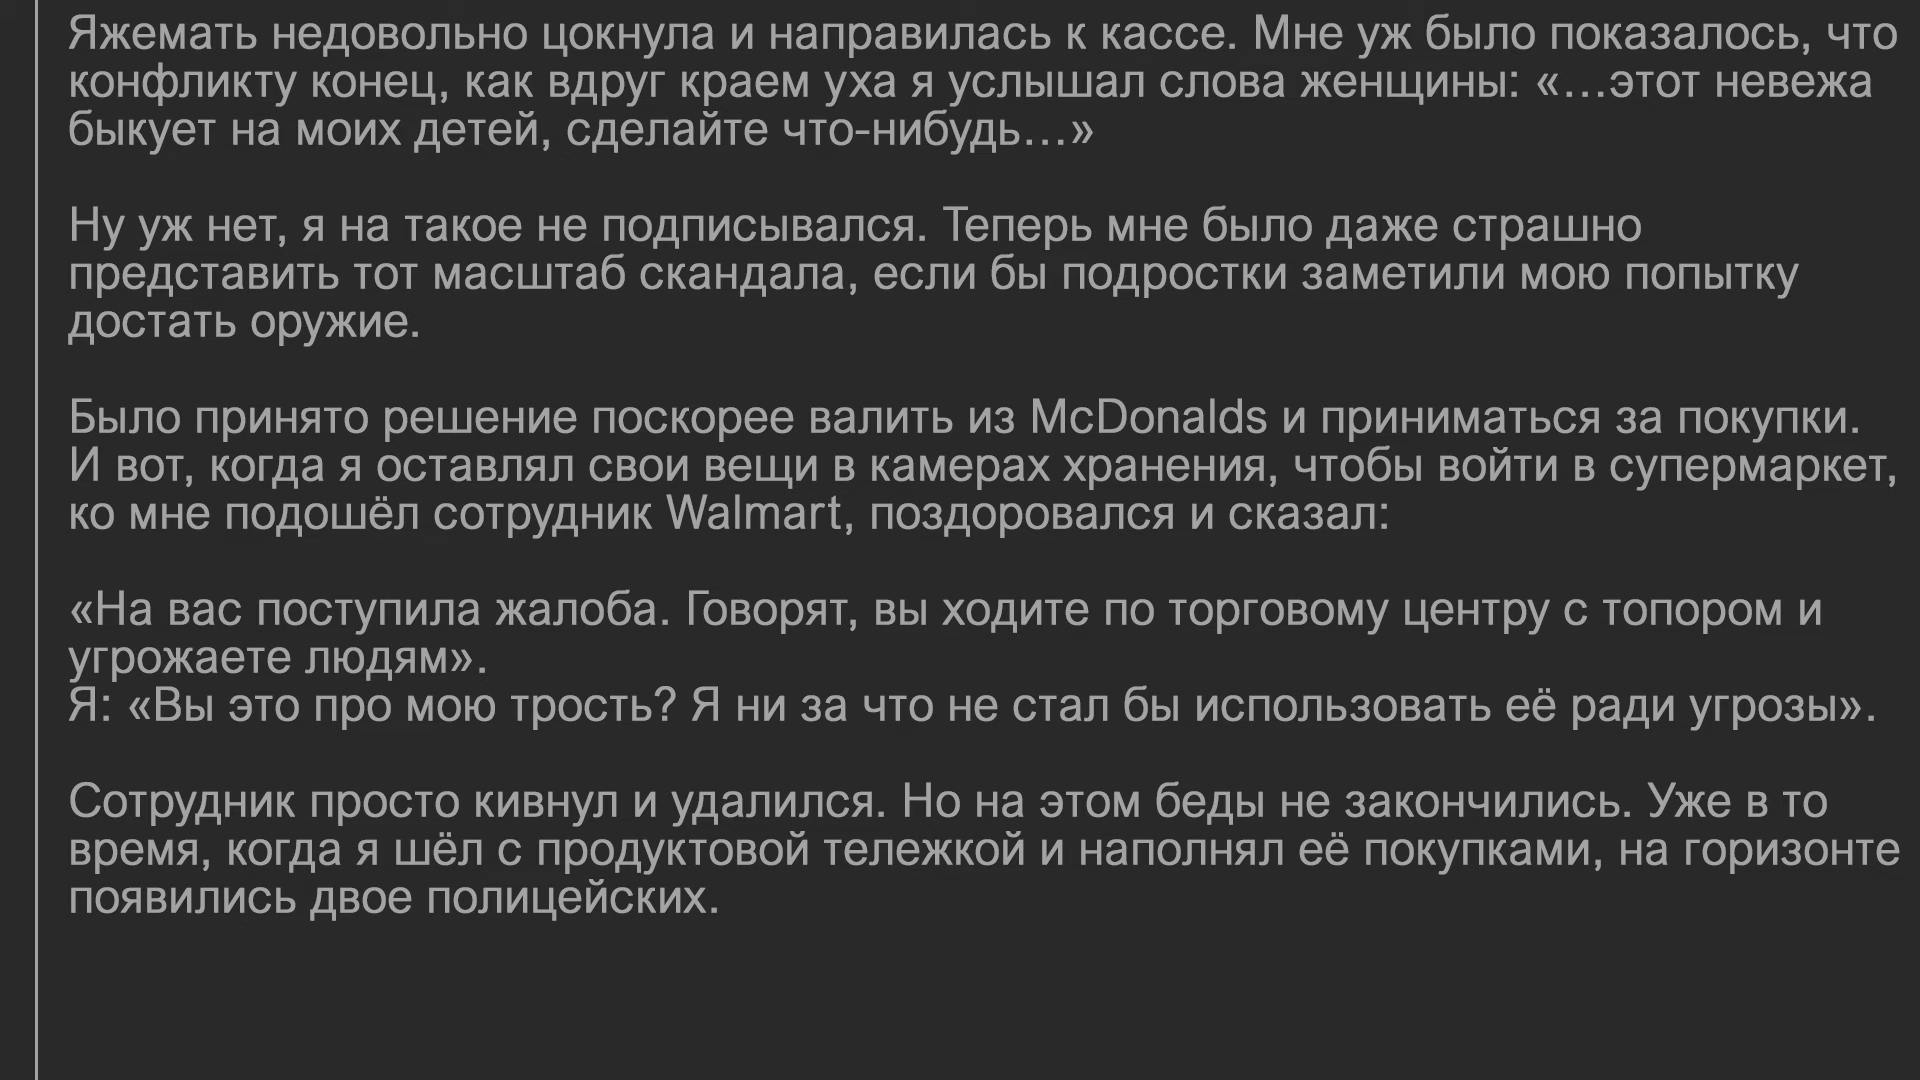 Яжемать недовольно цокнула и направилась к кассе. Мне уж было показалось, что
конфликту конец, как вдруг краем уха я услышал слова женщины: «…этот невежа
быкует на моих детей, сделайте что-нибудь…»
Ну уж нет, я на такое не подписывался. Теперь мне было даже страшно
представить тот масштаб скандала, если бы подростки заметили мою попытку
достать оружие.
Было принято решение поскорее валить из McDonalds и приниматься за покупки.
И вот, когда я оставлял свои вещи в камерах хранения, чтобы войти в супермаркет,
ко мне подошёл сотрудник Walmart, поздоровался и сказал:
«На вас поступила жалоба. Говорят, вы ходите по торговому центру с топором и
угрожаете людям».
Я: «Вы это про мою трость? Я ни за что не стал бы использовать её ради угрозы».
Сотрудник просто кивнул и удалился. Но на этом беды не закончились. Уже в то
время, когда я шёл с продуктовой тележкой и наполнял её покупками, на горизонте
появились двое полицейских.